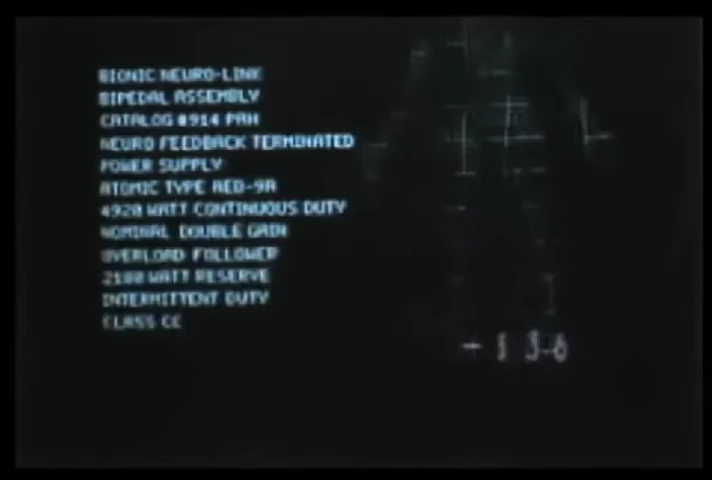 BIONIC NEURO-LINK
BIPEDAL ASSEMBLY
CATALOG #914 PAH
NEURO FEEDBACK TERMINATED
POWER SUPPLY
ATOMIC TYPE AED-9A
4920 WATT CONTINUOUS DUTY
NOMINAL DOUBLE GAIN
OVERLOAD FOLLOWER
2100 WATT RESERVE
INTERMITTENT DUTY
CLASS CC